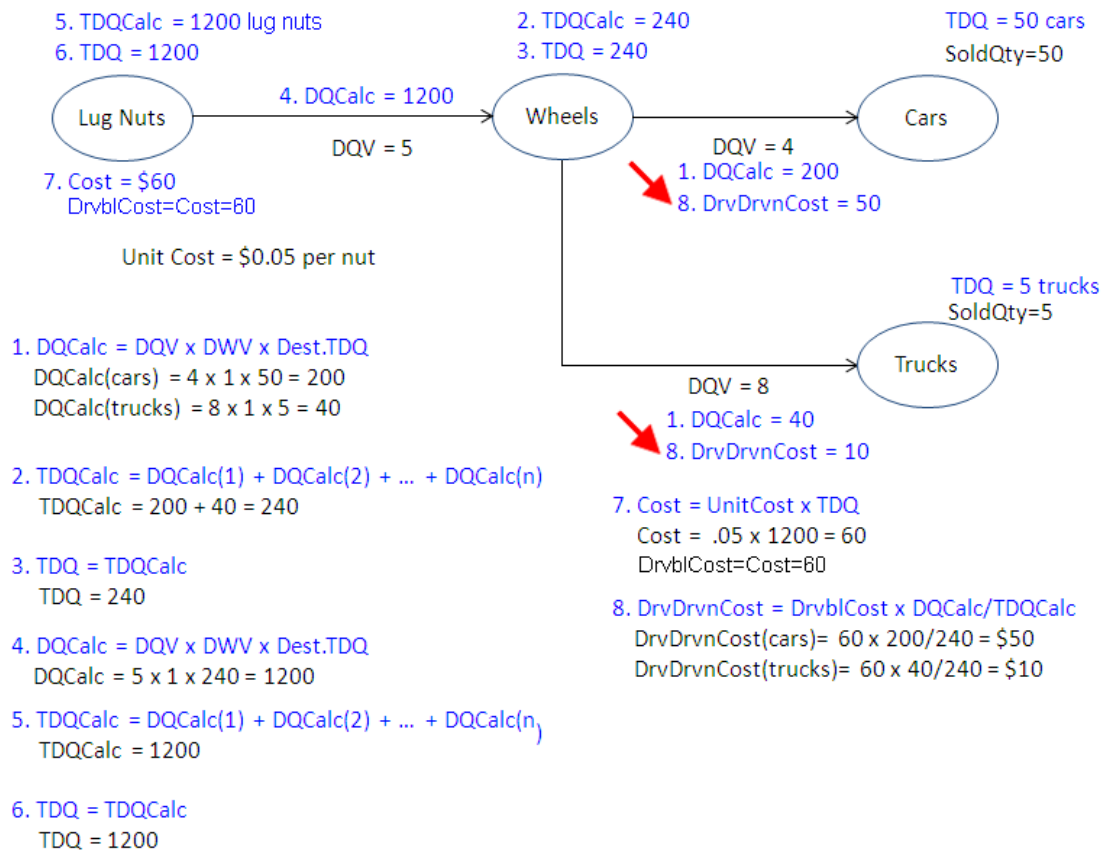 5. TDQCalc = 1200 lug nuts
6. TDQ = 1200
2. TDQCalc = 240
3. TDQ = 240
TDQ = 50 cars
SoldQty=50
Lug Nuts
4. DQCalc = 1200
DQV = 5
Wheels
DQV = 4
1. DQCalc = 200
8. DrvDrvnCost = 50
Cars
7. Cost = $60
DrvblCost=Cost=60
Unit Cost = $0.05 per nut
TDQ = 5 trucks
SoldQty=5
Trucks
DQV = 8
1. DQCalc = 40
8. DrvDrvnCost = 10
1. DQCalc = DQV x DWV x Dest.TDQ
DQCalc(cars) = 4 x 1 x 50 = 200
DQCalc(trucks) = 8 x 1 x 5 = 40
2. TDQCalc = DQCalc(1) + DQCalc(2) + ... + DQCalc(n)
TDQCalc = 200 + 40 = 240
3. TDQ = TDQCalc
TDQ = 240
4. DQCalc = DQV x DWV x Dest.TDQ
DQCalc = 5 x 1 x 240 = 1200
5. TDQCalc = DQCalc(1) + DQCalc(2) + ... + DQCalc(n)
TDQCalc = 1200
6. TDQ = TDQCalc
TDQ = 1200
7. Cost = UnitCost x TDQ
Cost = .05 x 1200 = 60
DrvblCost=Cost=60
8. DrvDrvnCost = DrvblCost x DQCalc/TDQCalc
DrvDrvnCost(cars)= 60 x 200/240 = $50
DrvDrvnCost(trucks)= 60 x 40/240 = $10